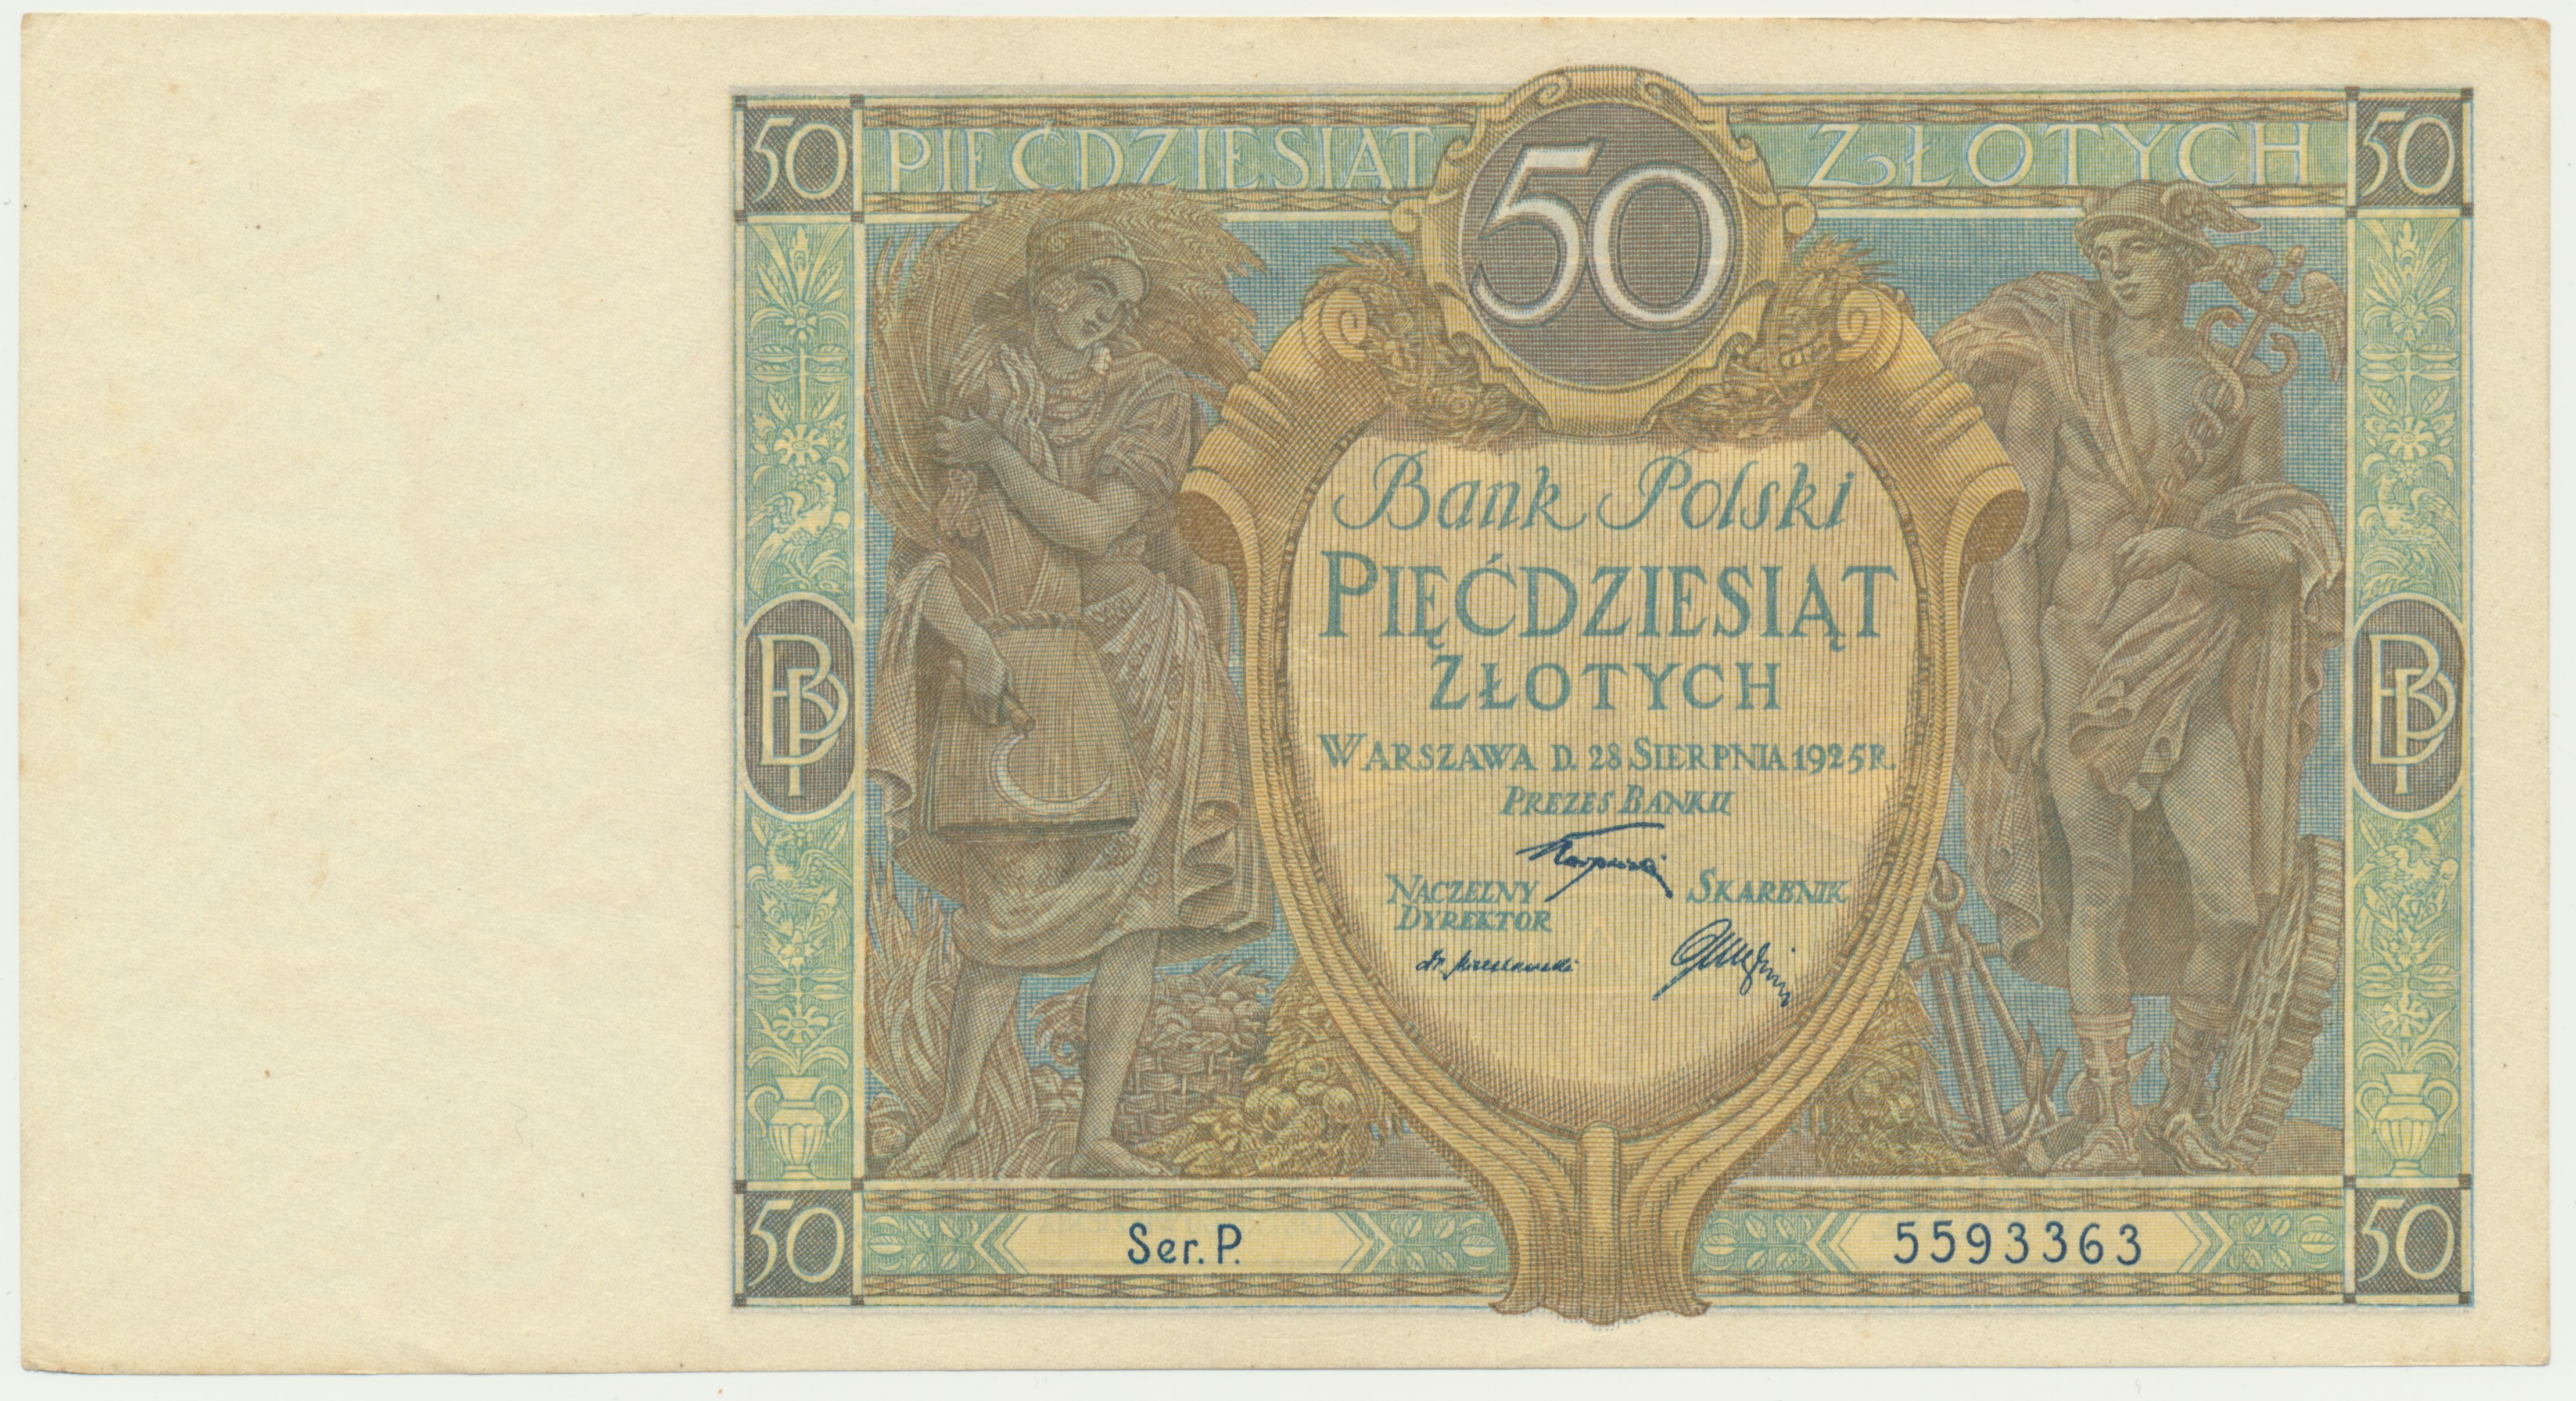 50 PIĘĆDZIESIĄT 50 ZŁOTYCH 50
Bank Polski
PIĘĆDZIESIĄT
ZŁOTYCH
WARSZAWA D. 28 SIERPNIA 1925 R.
PREZES BANKU
NACZELNY SKARBNIK
DYREKTOR
BP BP
50 Ser. P. 5593363 50